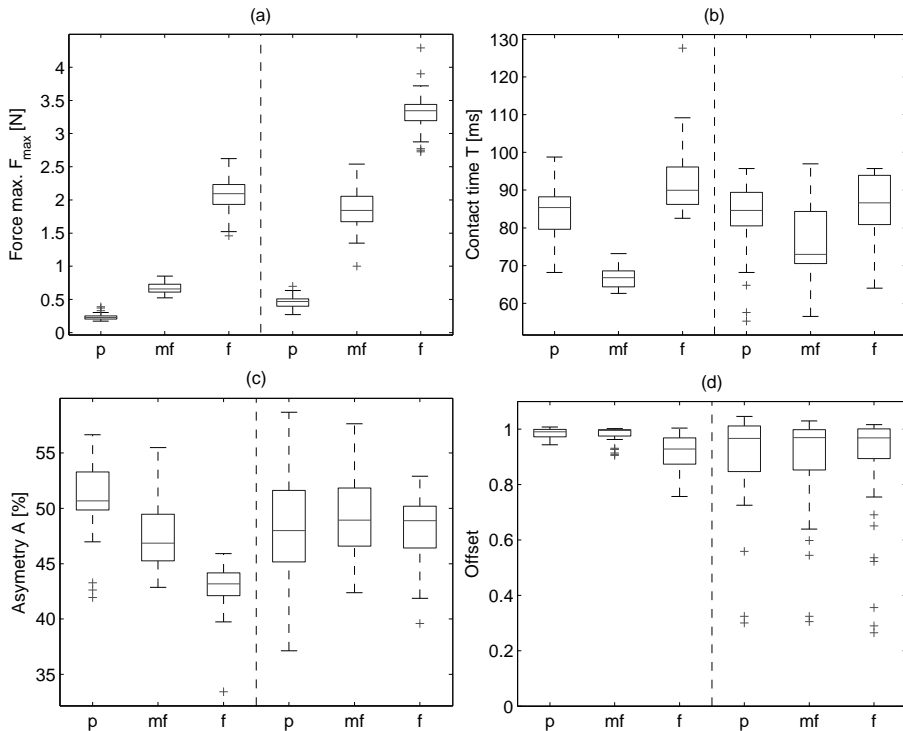 (a)
Force max. F_max [N]
4
3.5
3
2.5
2
1.5
1
0.5
0
p mf f p mf f
(b)
Contact time T [ms]
130
120
110
100
90
80
70
60
p mf f p mf f
(c)
Asymetry A [%]
55
50
45
40
35
p mf f p mf f
(d)
Offset
1
0.8
0.6
0.4
0.2
0
p mf f p mf f